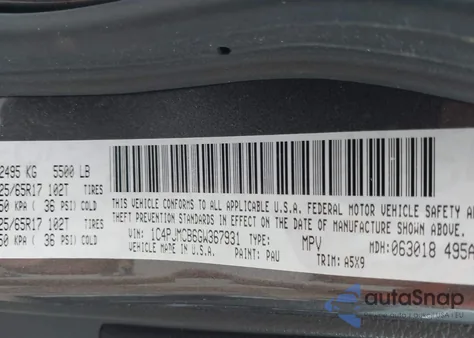 2495 KG 5500 LB
25/65R17 102T TIRES
50 KPA ( 36 PSI) COLD
25/65R17 102T TIRES
50 KPA ( 36 PSI) COLD
THIS VEHICLE CONFORMS TO ALL APPLICABLE U.S.A. FEDERAL MOTOR VEHICLE SAFETY AN
THEFT PREVENTION STANDARDS IN EFFECT ON THE DATE OF MANUFACTURE SHOWN ABOVE.
VIN: 1C4PJMCB6GW367931 TYPE: MPV MDH: 063018 495A
VEHICLE MADE IN U.S.A. PAINT: PAU TRIM: A5X9
autoSnap